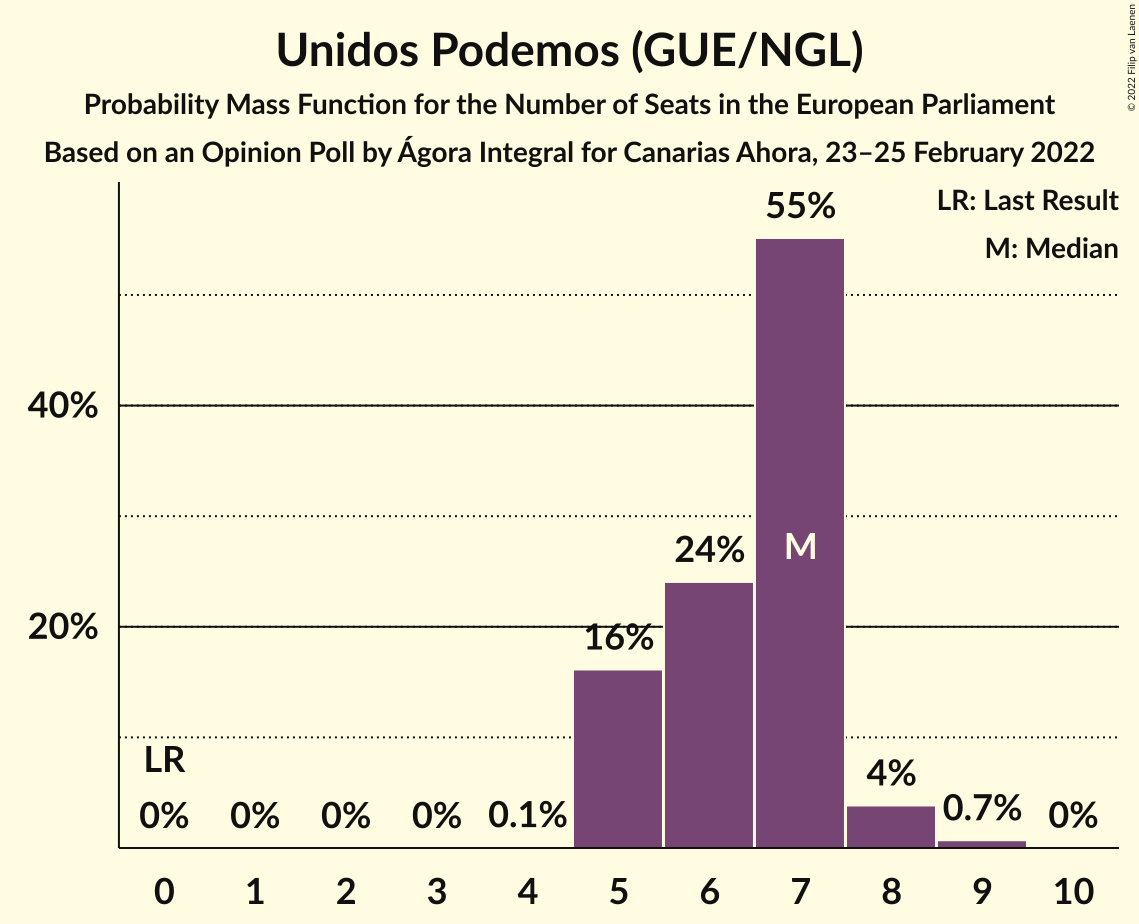 Unidos Podemos (GUE/NGL)
Probability Mass Function for the Number of Seats in the European Parliament
Based on an Opinion Poll by Ágora Integral for Canarias Ahora, 23–25 February 2022
© 2022 Filip van Laenen
LR: Last Result
M: Median
55%
40%
24%
M
20%
16%
LR
0%
0%
0%
0%
0.1%
4%
0.7%
0%
0 1 2 3 4 5 6 7 8 9 10